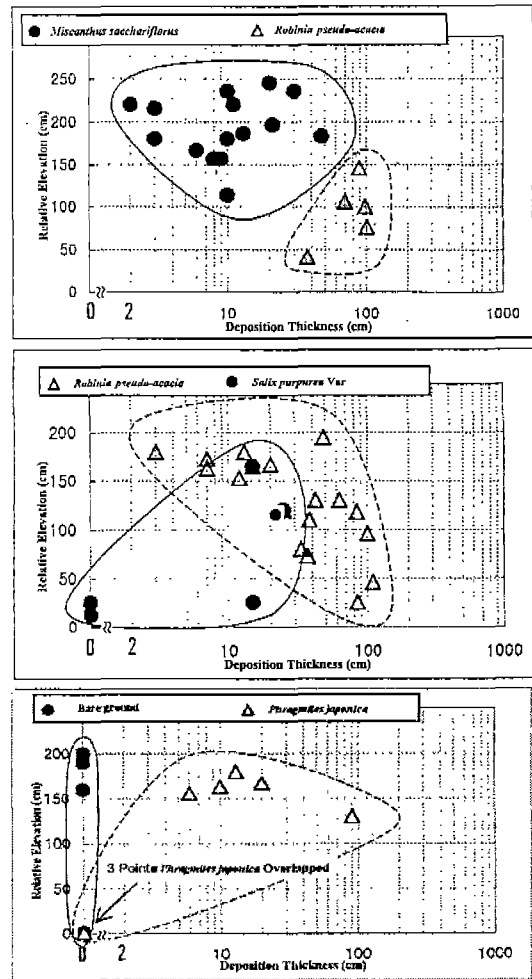 ● Miscanthus sacchariflorus △ Robinia pseudo-acacia
Relative Elevation (cm)
250
200
150
100
50
0
0 2 10 100 1000
Deposition Thickness (cm)
△ Robinia pseudo-acacia ● Salix purpurea Var
Relative Elevation (cm)
200
150
100
50
0
0 2 10 100 1000
Deposition Thickness (cm)
● Bare ground △ Phragmites japonica
Relative Elevation (cm)
200
150
100
50
0
3 Points Phragmites japonica Overlapped
0 2 10 100 1000
Deposition Thickness (cm)